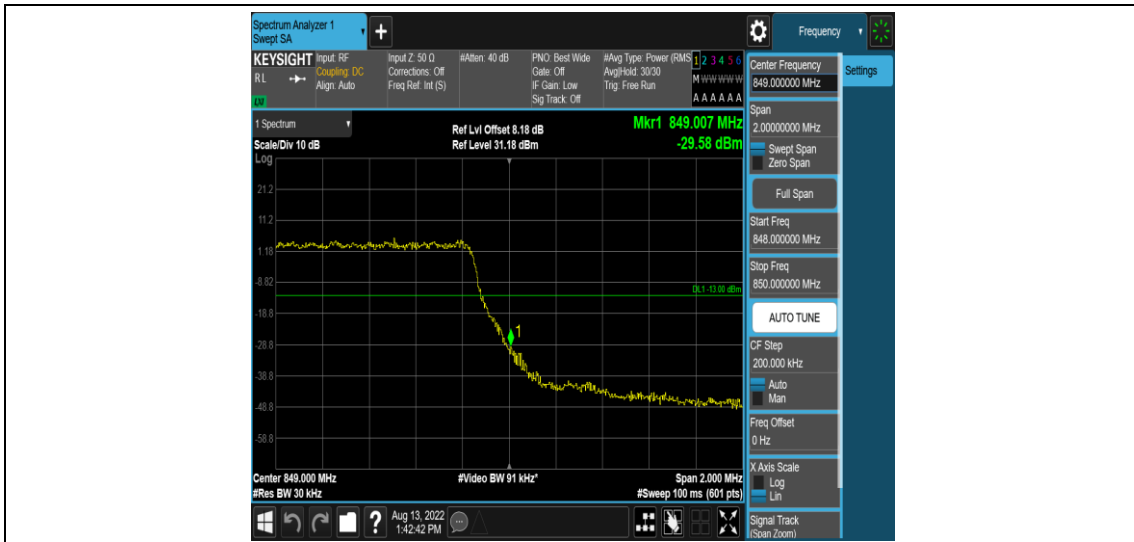 Spectrum Analyzer 1
Swept SA
+
Frequency
KEYSIGHT
RL
LM
Input: RF
Coupling: DC
Align: Auto
Input Z: 50 Ω
Corrections: Off
Freq Ref: Int (S)
#Atten: 40 dB
PNO: Best Wide
Gate: Off
IF Gain: Low
Sig Track: Off
#Avg Type: Power (RMS
Avg|Hold: 30/30
Trig: Free Run
1 2 3 4 5 6
M W W W W W
A A A A A A
Center Frequency
849.000000 MHz
Settings
1 Spectrum
Scale/Div 10 dB
Ref Lvl Offset 8.18 dB
Ref Level 31.18 dBm
Mkr1 849.007 MHz
-29.58 dBm
Log
21.2
11.2
1.18
-8.82
-18.8
-28.8
-38.8
-48.8
-58.8
DL1 -13.00 dBm
1
Center 849.000 MHz
#Res BW 30 kHz
#Video BW 91 kHz*
Span 2.000 MHz
#Sweep 100 ms (601 pts)
Span
2.00000000 MHz
Swept Span
Zero Span
Full Span
Start Freq
848.000000 MHz
Stop Freq
850.000000 MHz
AUTO TUNE
CF Step
200.000 kHz
Auto
Man
Freq Offset
0 Hz
X Axis Scale
Log
Lin
Signal Track
(Span Zoom)
?
Aug 13, 2022
1:42:42 PM